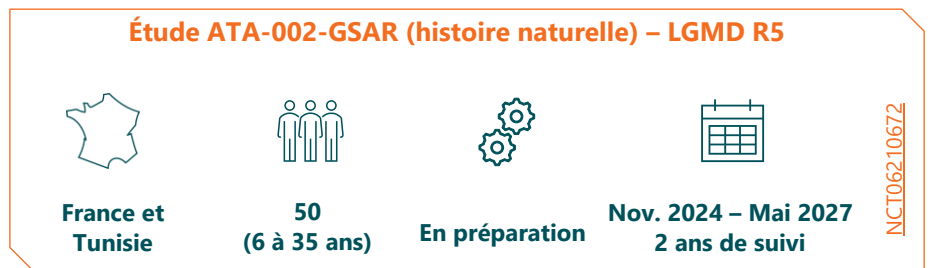 Étude ATA-002-GSAR (histoire naturelle) – LGMD R5
France et
Tunisie
50
(6 à 35 ans)
En préparation
Nov. 2024 – Mai 2027
2 ans de suivi
NCT06210672